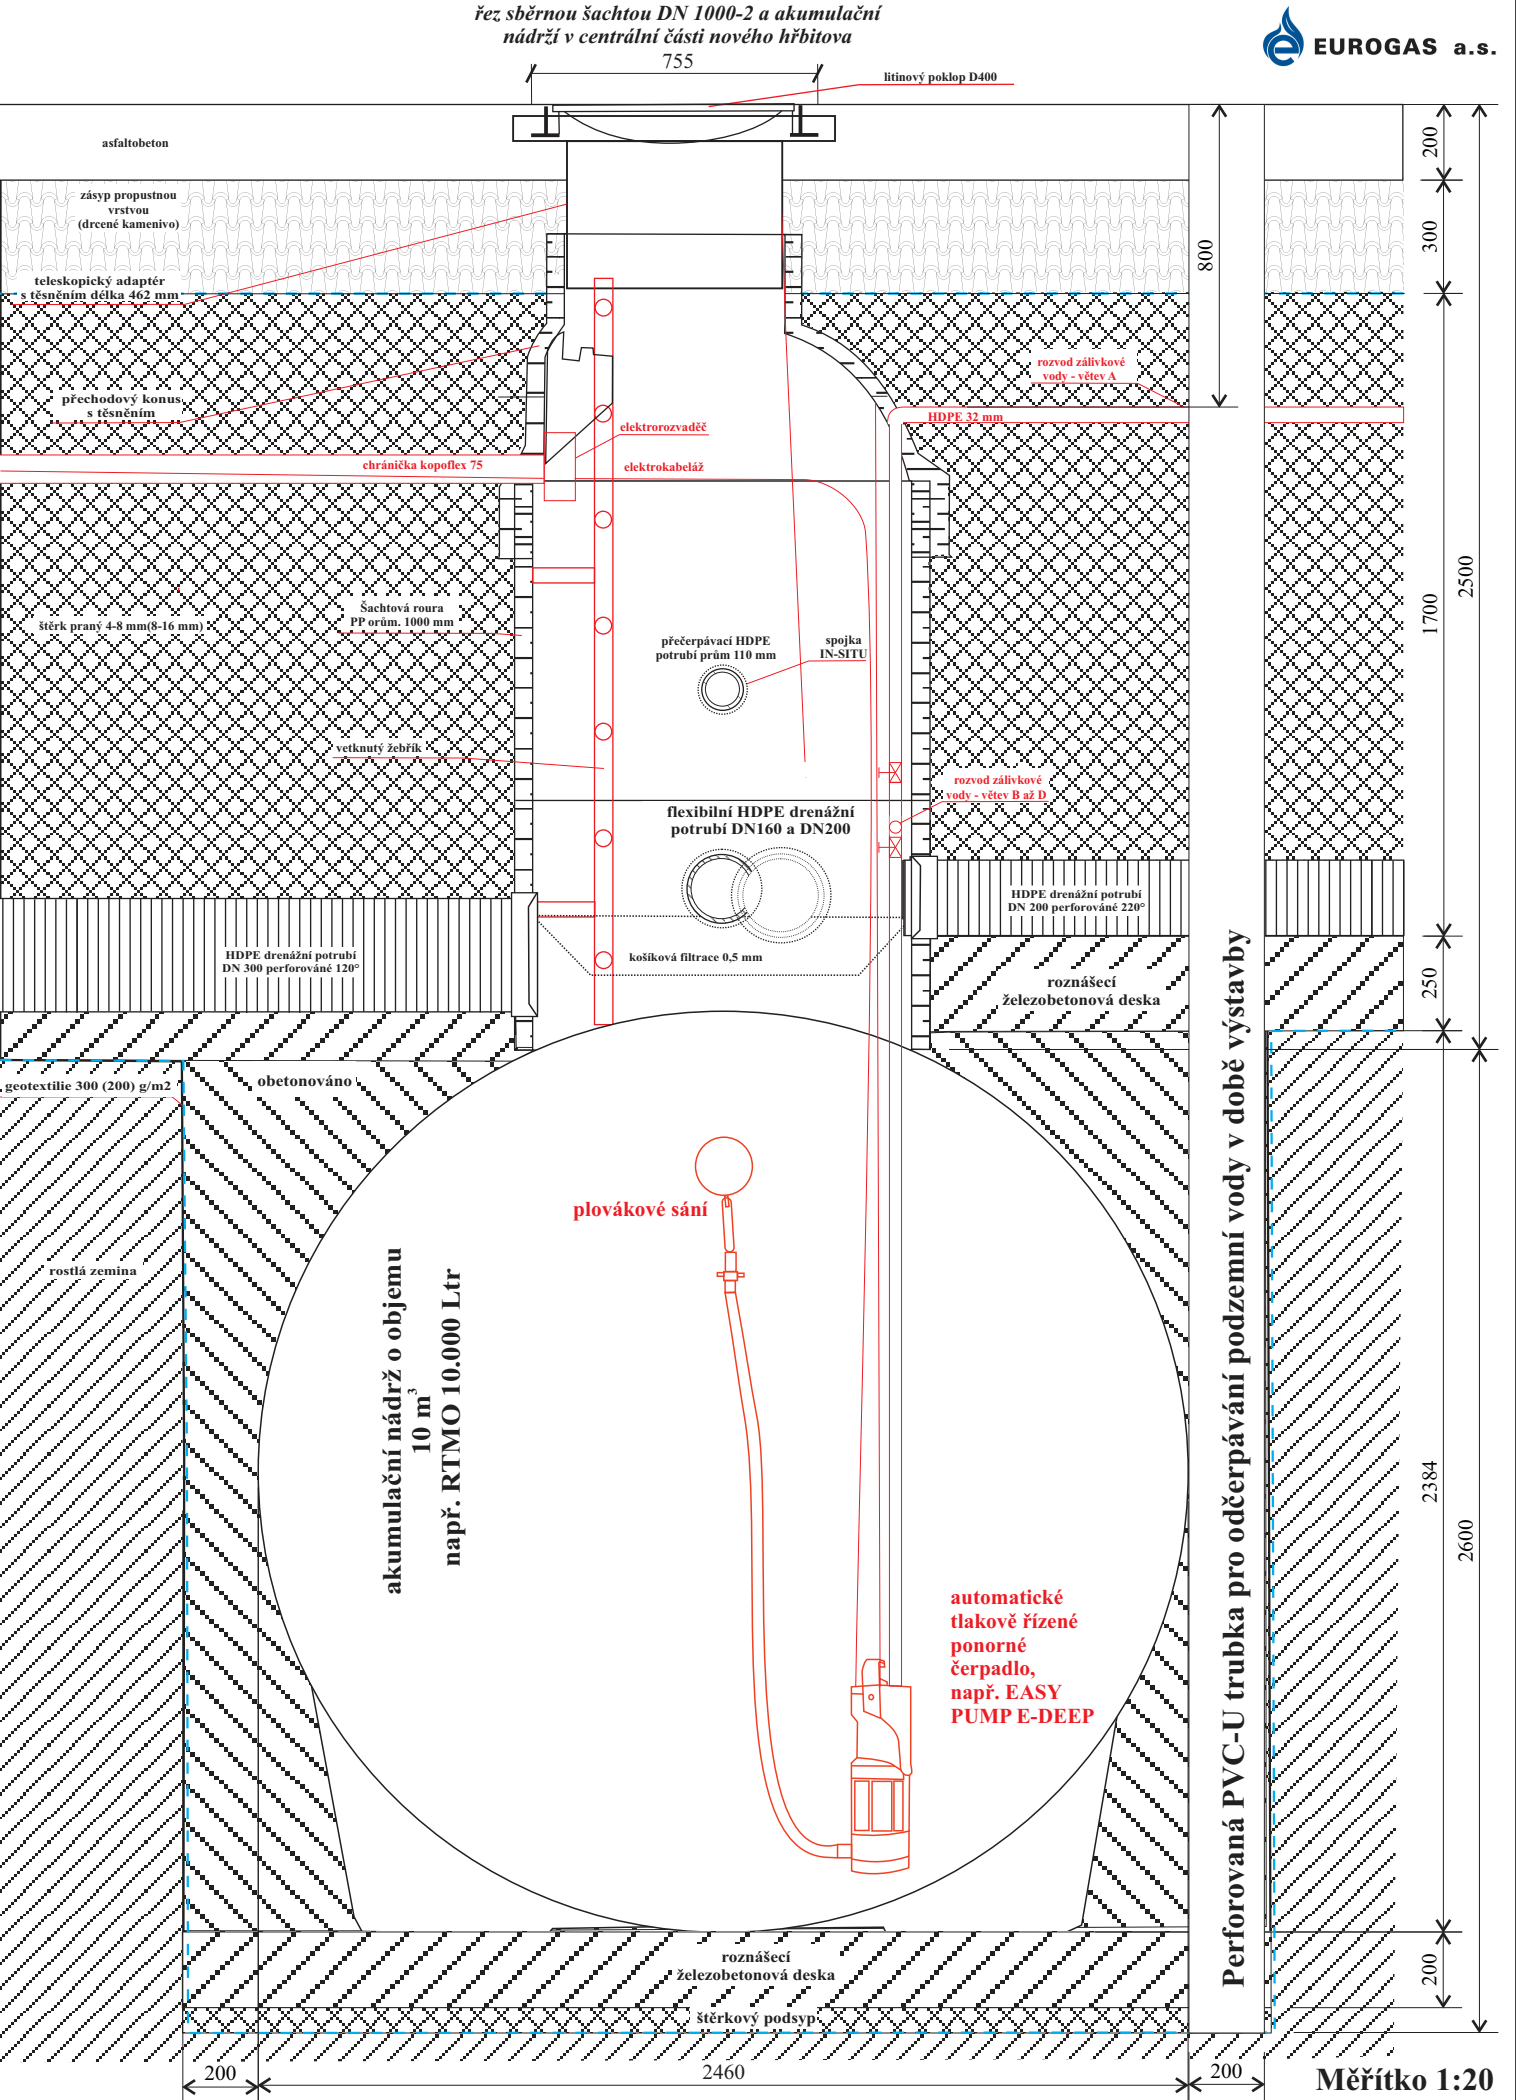 řez sběrnou šachtou DN 1000-2 a akumulační
nádrží v centrální části nového hřbitova
EUROGAS a.s.
755
litinový poklop D400
asfaltobeton
200
zásyp propustnou
vrstvou
(drcené kamenivo)
300
800
teleskopický adaptér
s těsněním délka 462 mm
rozvod zálivkové
vody - větev A
přechodový konus
s těsněním
HDPE 32 mm
elektrorozvaděč
chránička kopoflex 75
elektrokabeláž
2500
1700
Šachtová roura
PP orům. 1000 mm
štěrk praný 4-8 mm(8-16 mm)
přečerpávací HDPE
potrubí prům 110 mm
spojka
IN-SITU
vetknutý žebřík
rozvod zálivkové
vody - větev B až D
flexibilní HDPE drenážní
potrubí DN160 a DN200
HDPE drenážní potrubí
DN 200 perforóváné 220°
HDPE drenážní potrubí
DN 300 perforóváné 120°
košíková filtrace 0,5 mm
roznášecí
železobetonová deska
250
geotextilie 300 (200) g/m2
obetonováno
plovákové sání
rostlá zemina
akumulační nádrž o objemu
10 m³
např. RTMO 10.000 Ltr
Perforovaná PVC-U trubka pro odčerpávání podzemní vody v době výstavby
2384
2600
automatické
tlakově řízené
ponorné
čerpadlo,
např. EASY
PUMP E-DEEP
roznášecí
železobetonová deska
200
štěrkový podsyp
200
2460
200
Měřítko 1:20